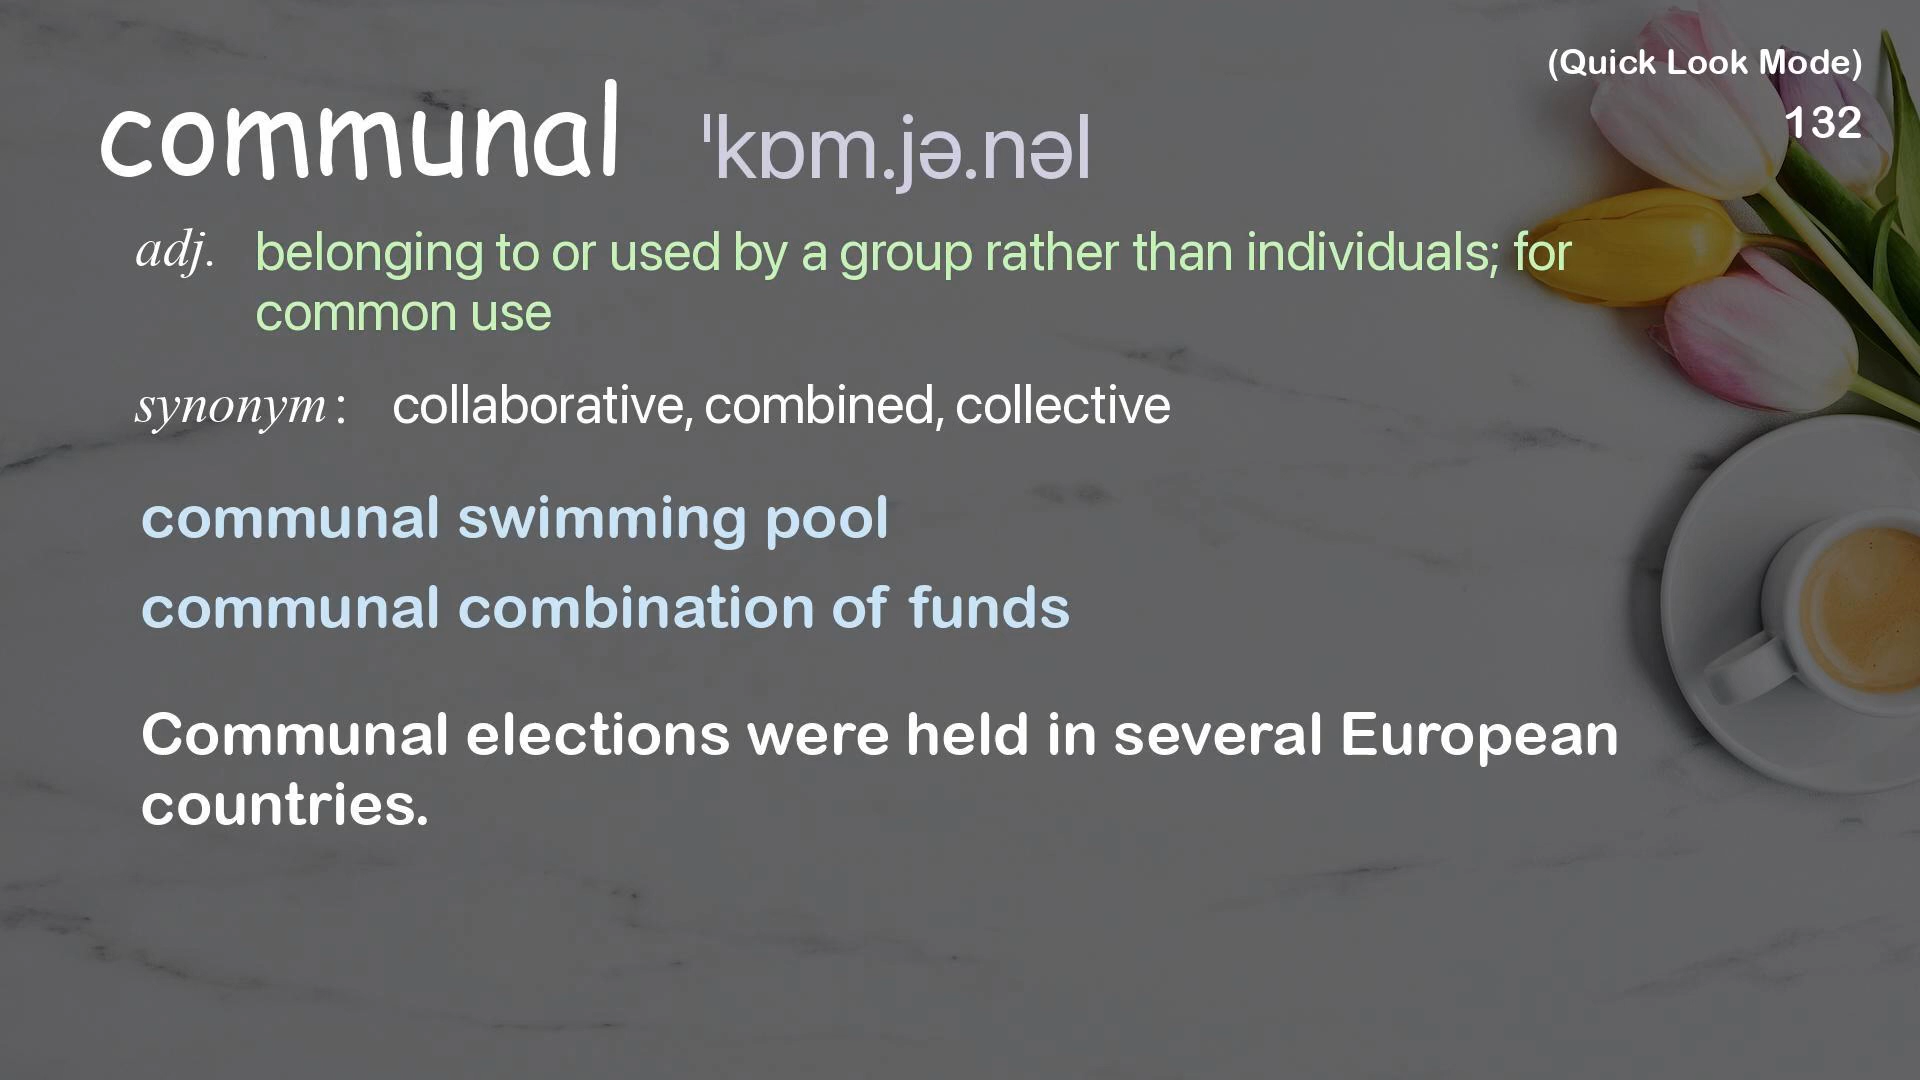 (Quick Look Mode)
132
communal ˈkɒm.jə.nəl
adj. belonging to or used by a group rather than individuals; for
common use
synonym : collaborative, combined, collective
communal swimming pool
communal combination of funds
Communal elections were held in several European
countries.